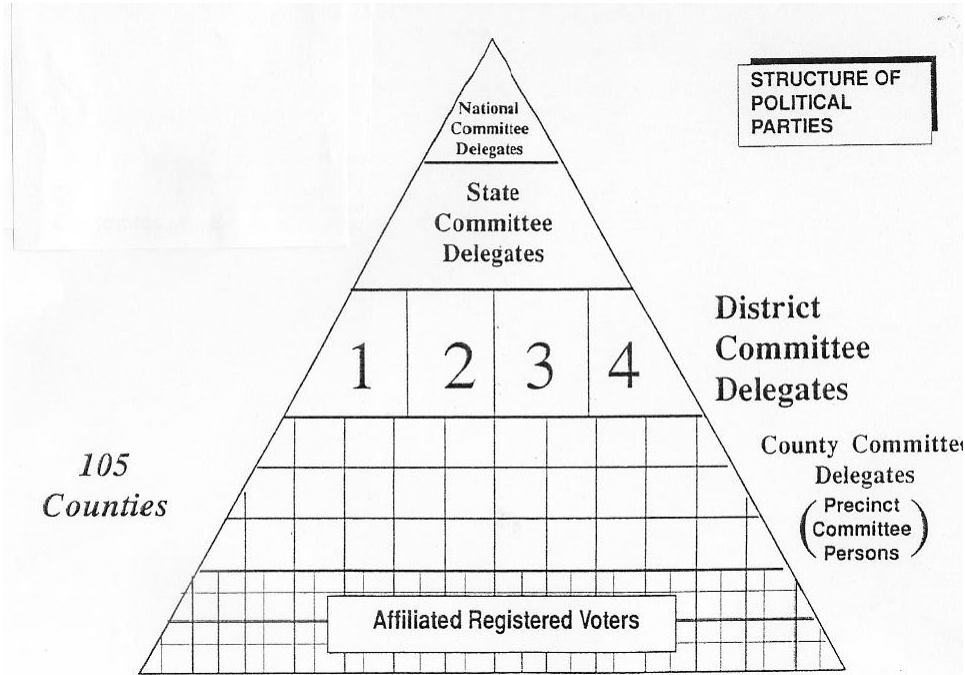 STRUCTURE OF
POLITICAL
PARTIES
National
Committee
Delegates
State
Committee
Delegates
1 2 3 4
District
Committee
Delegates
105
Counties
County Committee
Delegates
(Precinct
Committee
Persons)
Affiliated Registered Voters